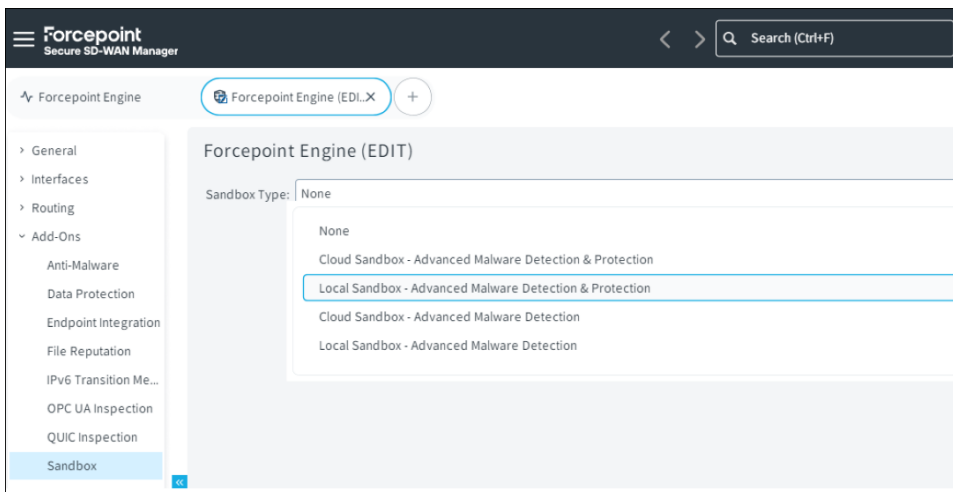 Forcepoint
Secure SD-WAN Manager
Search (Ctrl+F)
Forcepoint Engine
Forcepoint Engine (EDI..X
+
General
Interfaces
Routing
Add-Ons
Anti-Malware
Data Protection
Endpoint Integration
File Reputation
IPv6 Transition Me...
OPC UA Inspection
QUIC Inspection
Sandbox
Forcepoint Engine (EDIT)
Sandbox Type: None
None
Cloud Sandbox - Advanced Malware Detection & Protection
Local Sandbox - Advanced Malware Detection & Protection
Cloud Sandbox - Advanced Malware Detection
Local Sandbox - Advanced Malware Detection